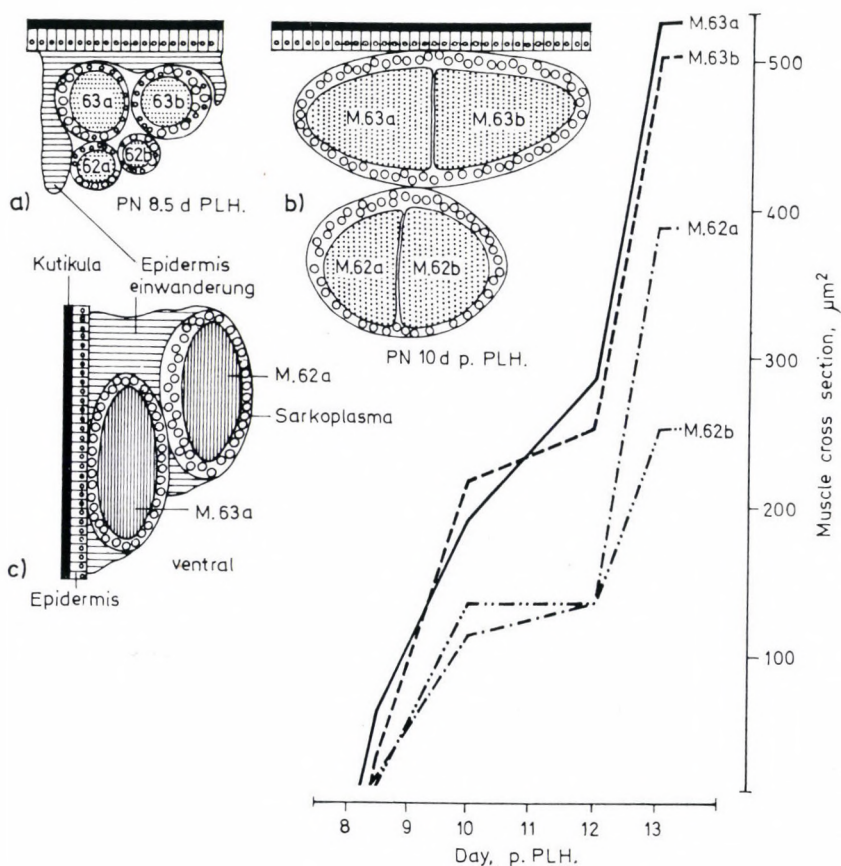 63a
63b
62a
62b
a)
PN 8.5 d PLH.
b)
M.63a
M.63b
M.62a
M.62b
PN 10 d p. PLH.
Kutikula
Epidermis
einwanderung
M.62a
Sarkoplasma
M.63a
c)
ventral
Epidermis
M.63a
M.63b
M.62a
M.62b
500
400
300
200
100
Muscle cross section, µm²
8
9
10
11
12
13
Day, p. PLH.